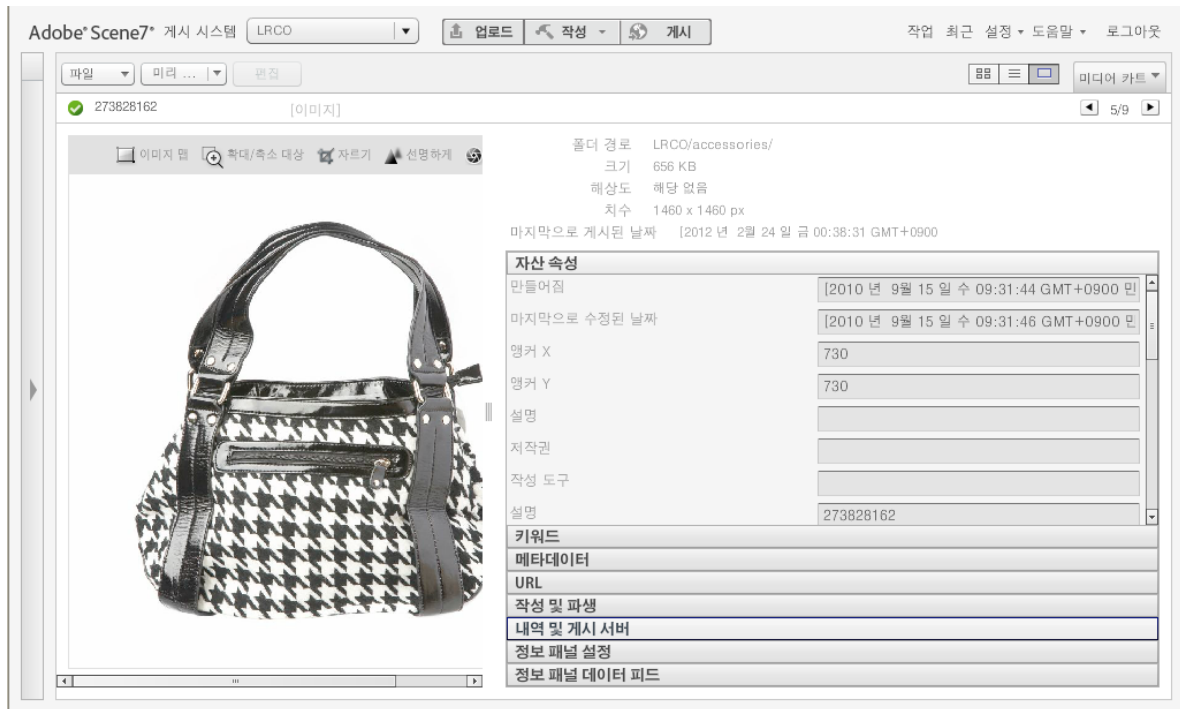 Adobe® Scene7® 게시 시스템 LRCO 업로드 작성 게시 작업 최근 설정 도움말 로그아웃
파일 미리 ... 편집 미디어 카트
273828162 [이미지] 5/9
이미지 맵 확대/축소 대상 자르기 선명하게
폴더 경로 LRCO/accessories/
크기 656 KB
해상도 해당 없음
치수 1460 x 1460 px
마지막으로 게시된 날짜 [2012 년 2월 24 일 금 00:38:31 GMT+0900
자산 속성
만들어짐 [2010 년 9월 15 일 수 09:31:44 GMT+0900 민
마지막으로 수정된 날짜 [2010 년 9월 15 일 수 09:31:46 GMT+0900 민
앵커 X 730
앵커 Y 730
설명
저작권
작성 도구
설명 273828162
키워드
메타데이터
URL
작성 및 파생
내역 및 게시 서버
정보 패널 설정
정보 패널 데이터 피드